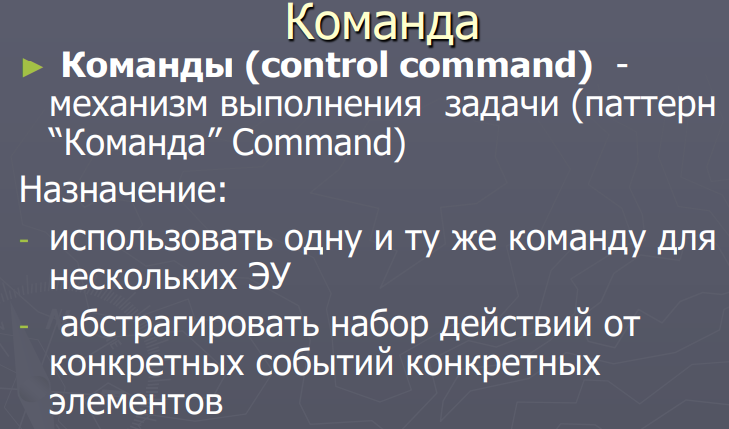 Команда
► Команды (control command) -
механизм выполнения задачи (паттерн
“Команда” Command)
Назначение:
- использовать одну и ту же команду для
нескольких ЭУ
- абстрагировать набор действий от
конкретных событий конкретных
элементов